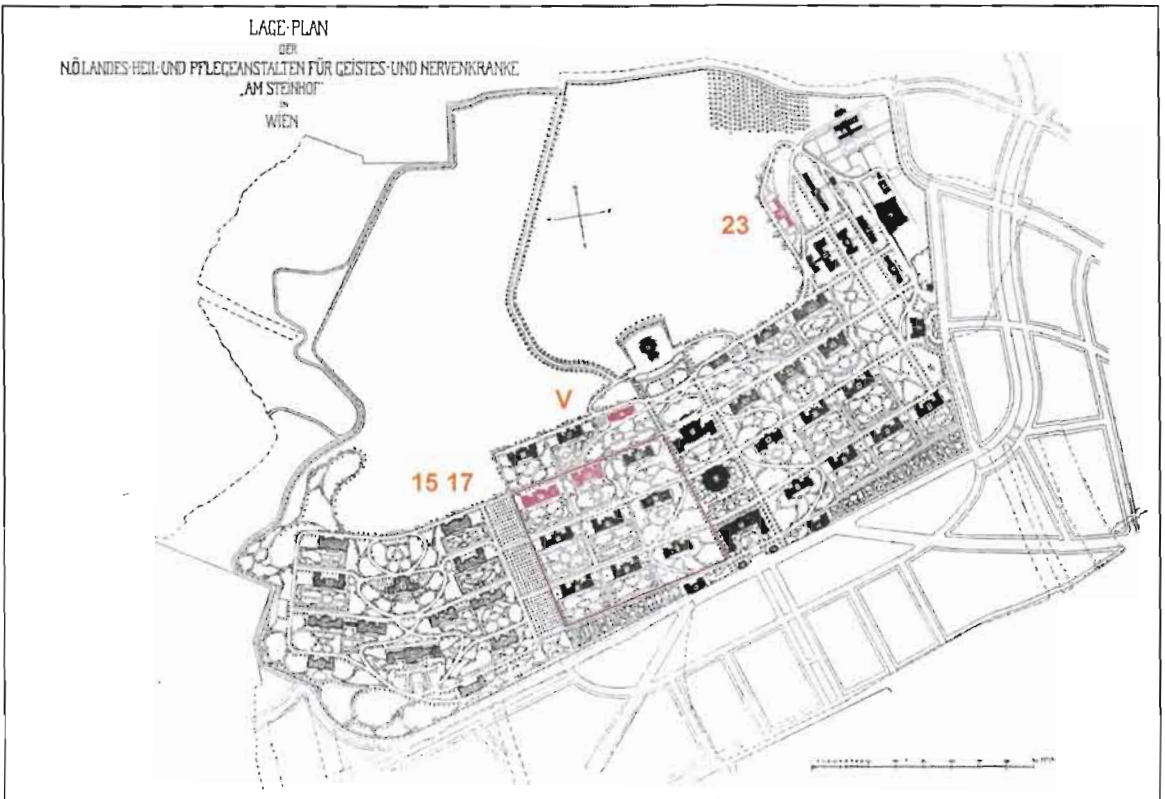 LAGE-PLAN
DER
N.Ö LANDES-HEIL-UND PFLEGEANSTALTEN FÜR GEISTES-UND NERVENKRANKE
„AM STEINHOF"
IN
WIEN
23
V
15 17